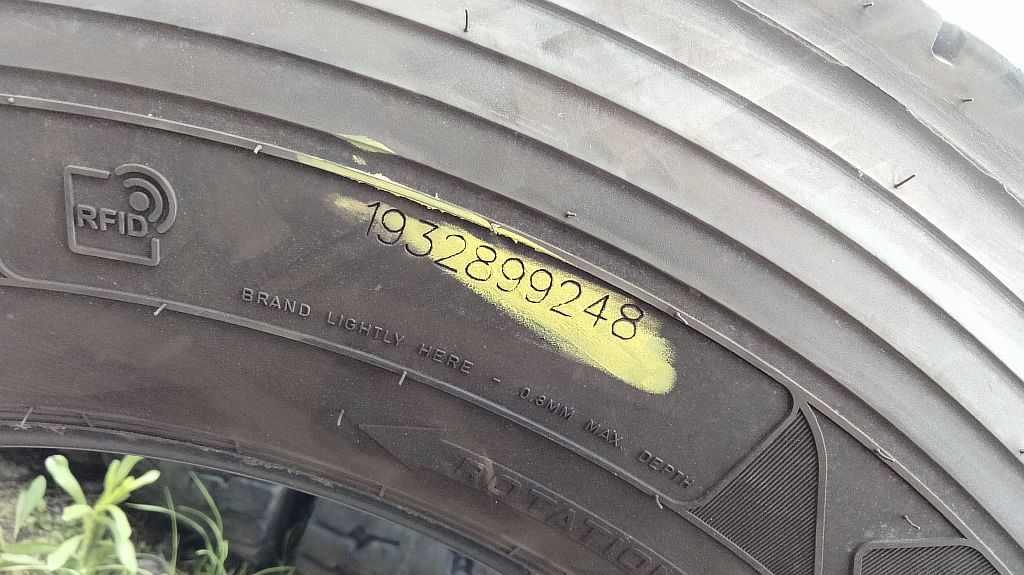 RFID
1932899248
BRAND LIGHTLY HERE - 0.8MM MAX. DEPTH
ROTATION